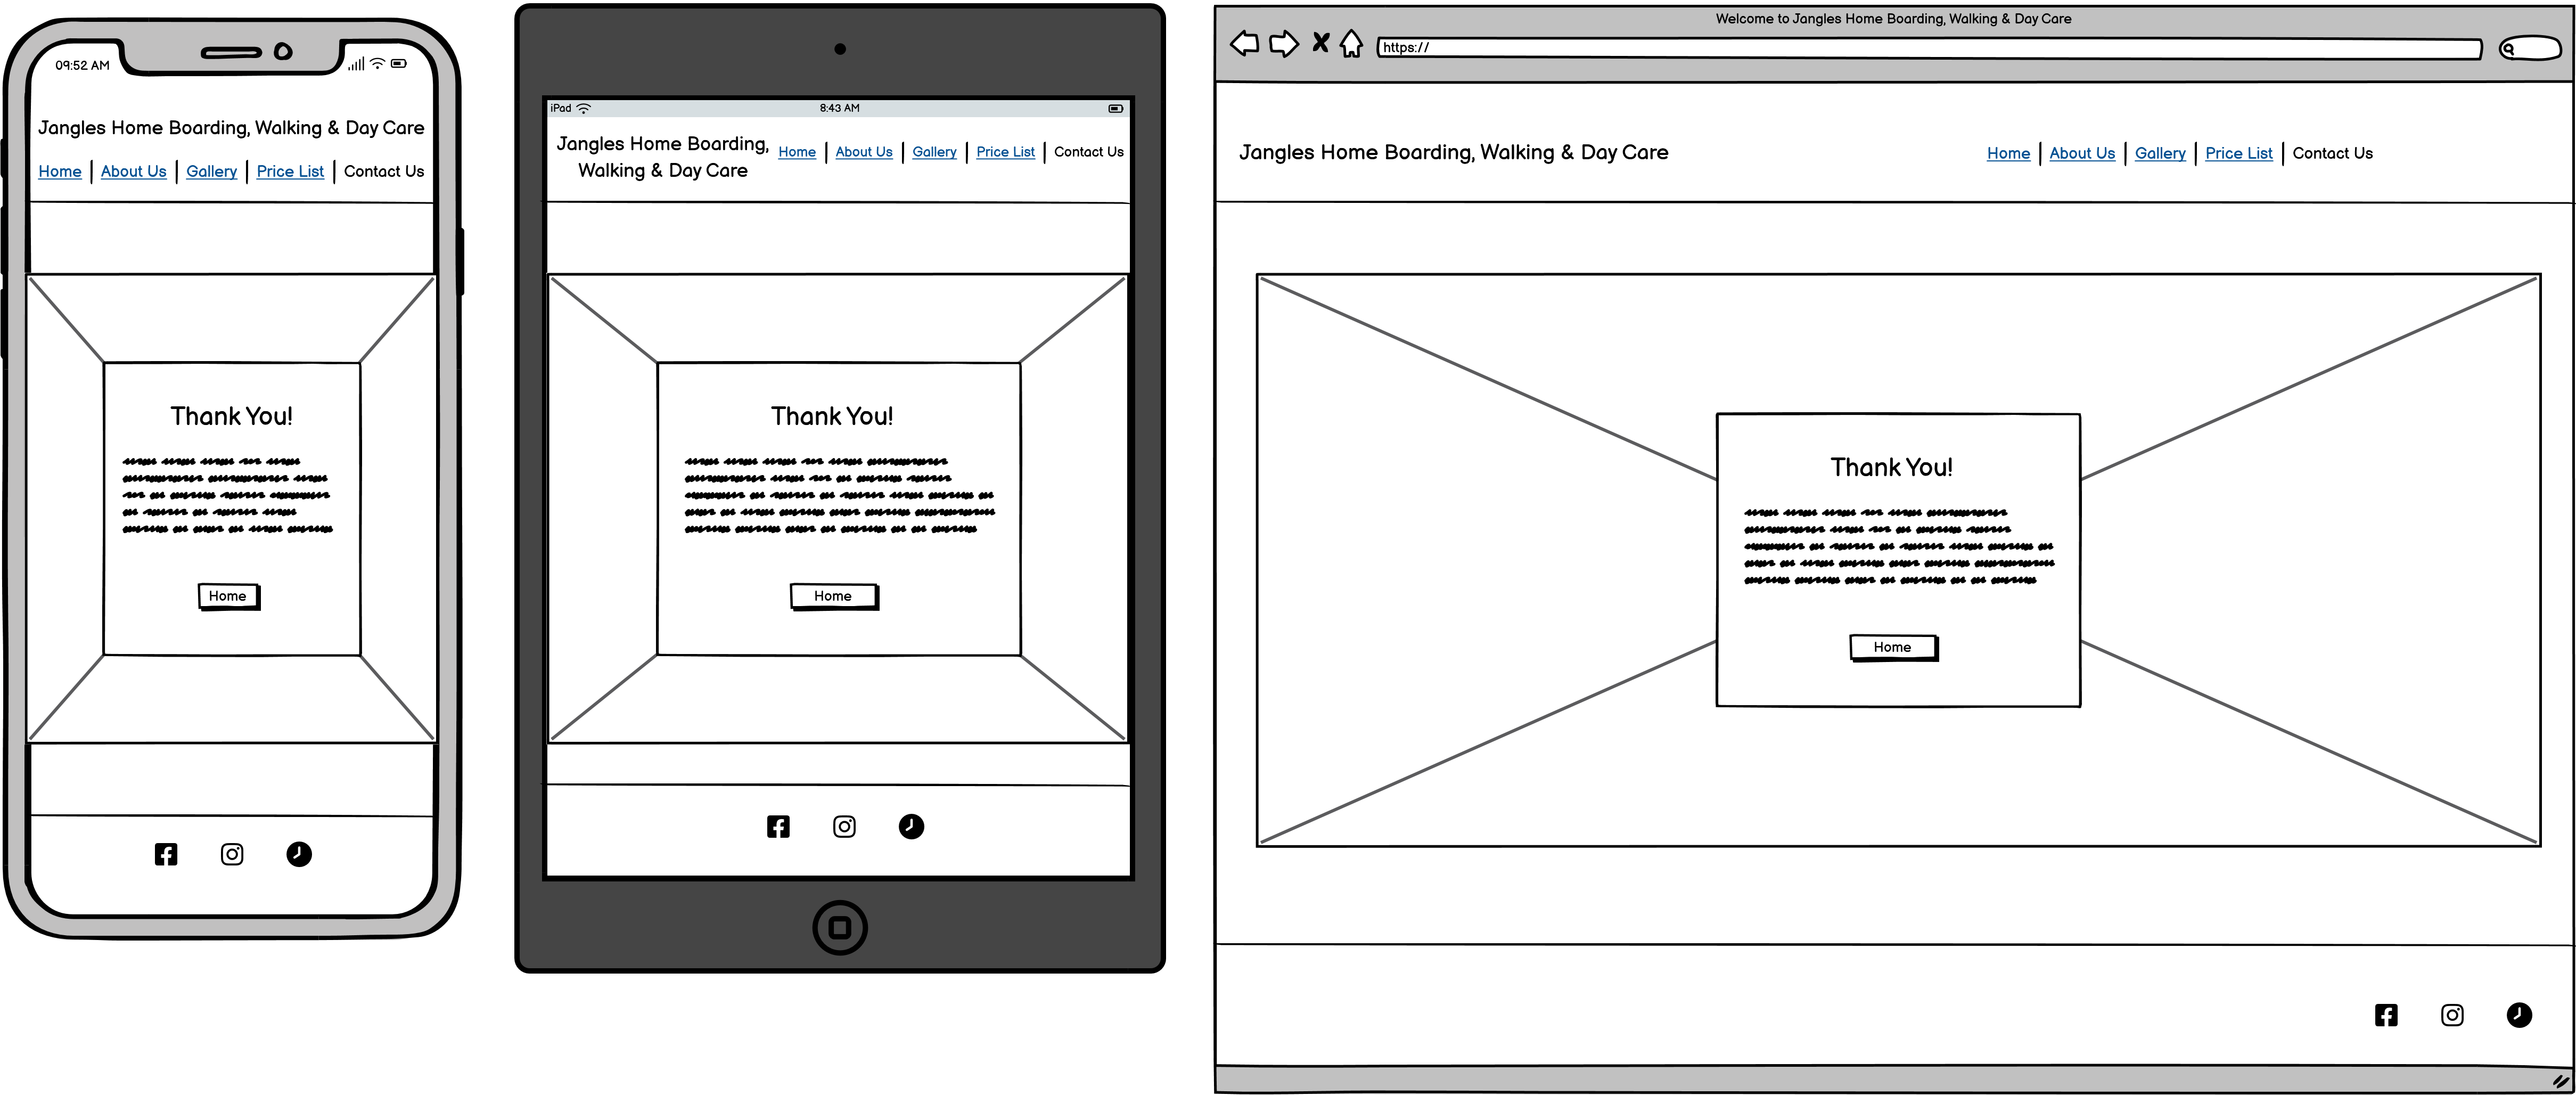 09:52 AM
Jangles Home Boarding, Walking & Day Care
Home | About Us | Gallery | Price List | Contact Us
Thank You!
Home
iPad
8:43 AM
Jangles Home Boarding,
Walking & Day Care
Home | About Us | Gallery | Price List | Contact Us
Thank You!
Home
Welcome to Jangles Home Boarding, Walking & Day Care
https://
Jangles Home Boarding, Walking & Day Care
Home | About Us | Gallery | Price List | Contact Us
Thank You!
Home